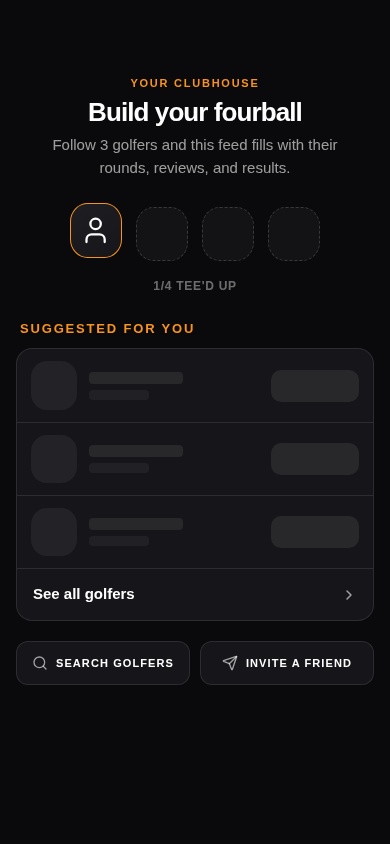 YOUR CLUBHOUSE
Build your fourball
Follow 3 golfers and this feed fills with their
rounds, reviews, and results.
1/4 TEE'D UP
SUGGESTED FOR YOU
See all golfers
SEARCH GOLFERS
INVITE A FRIEND